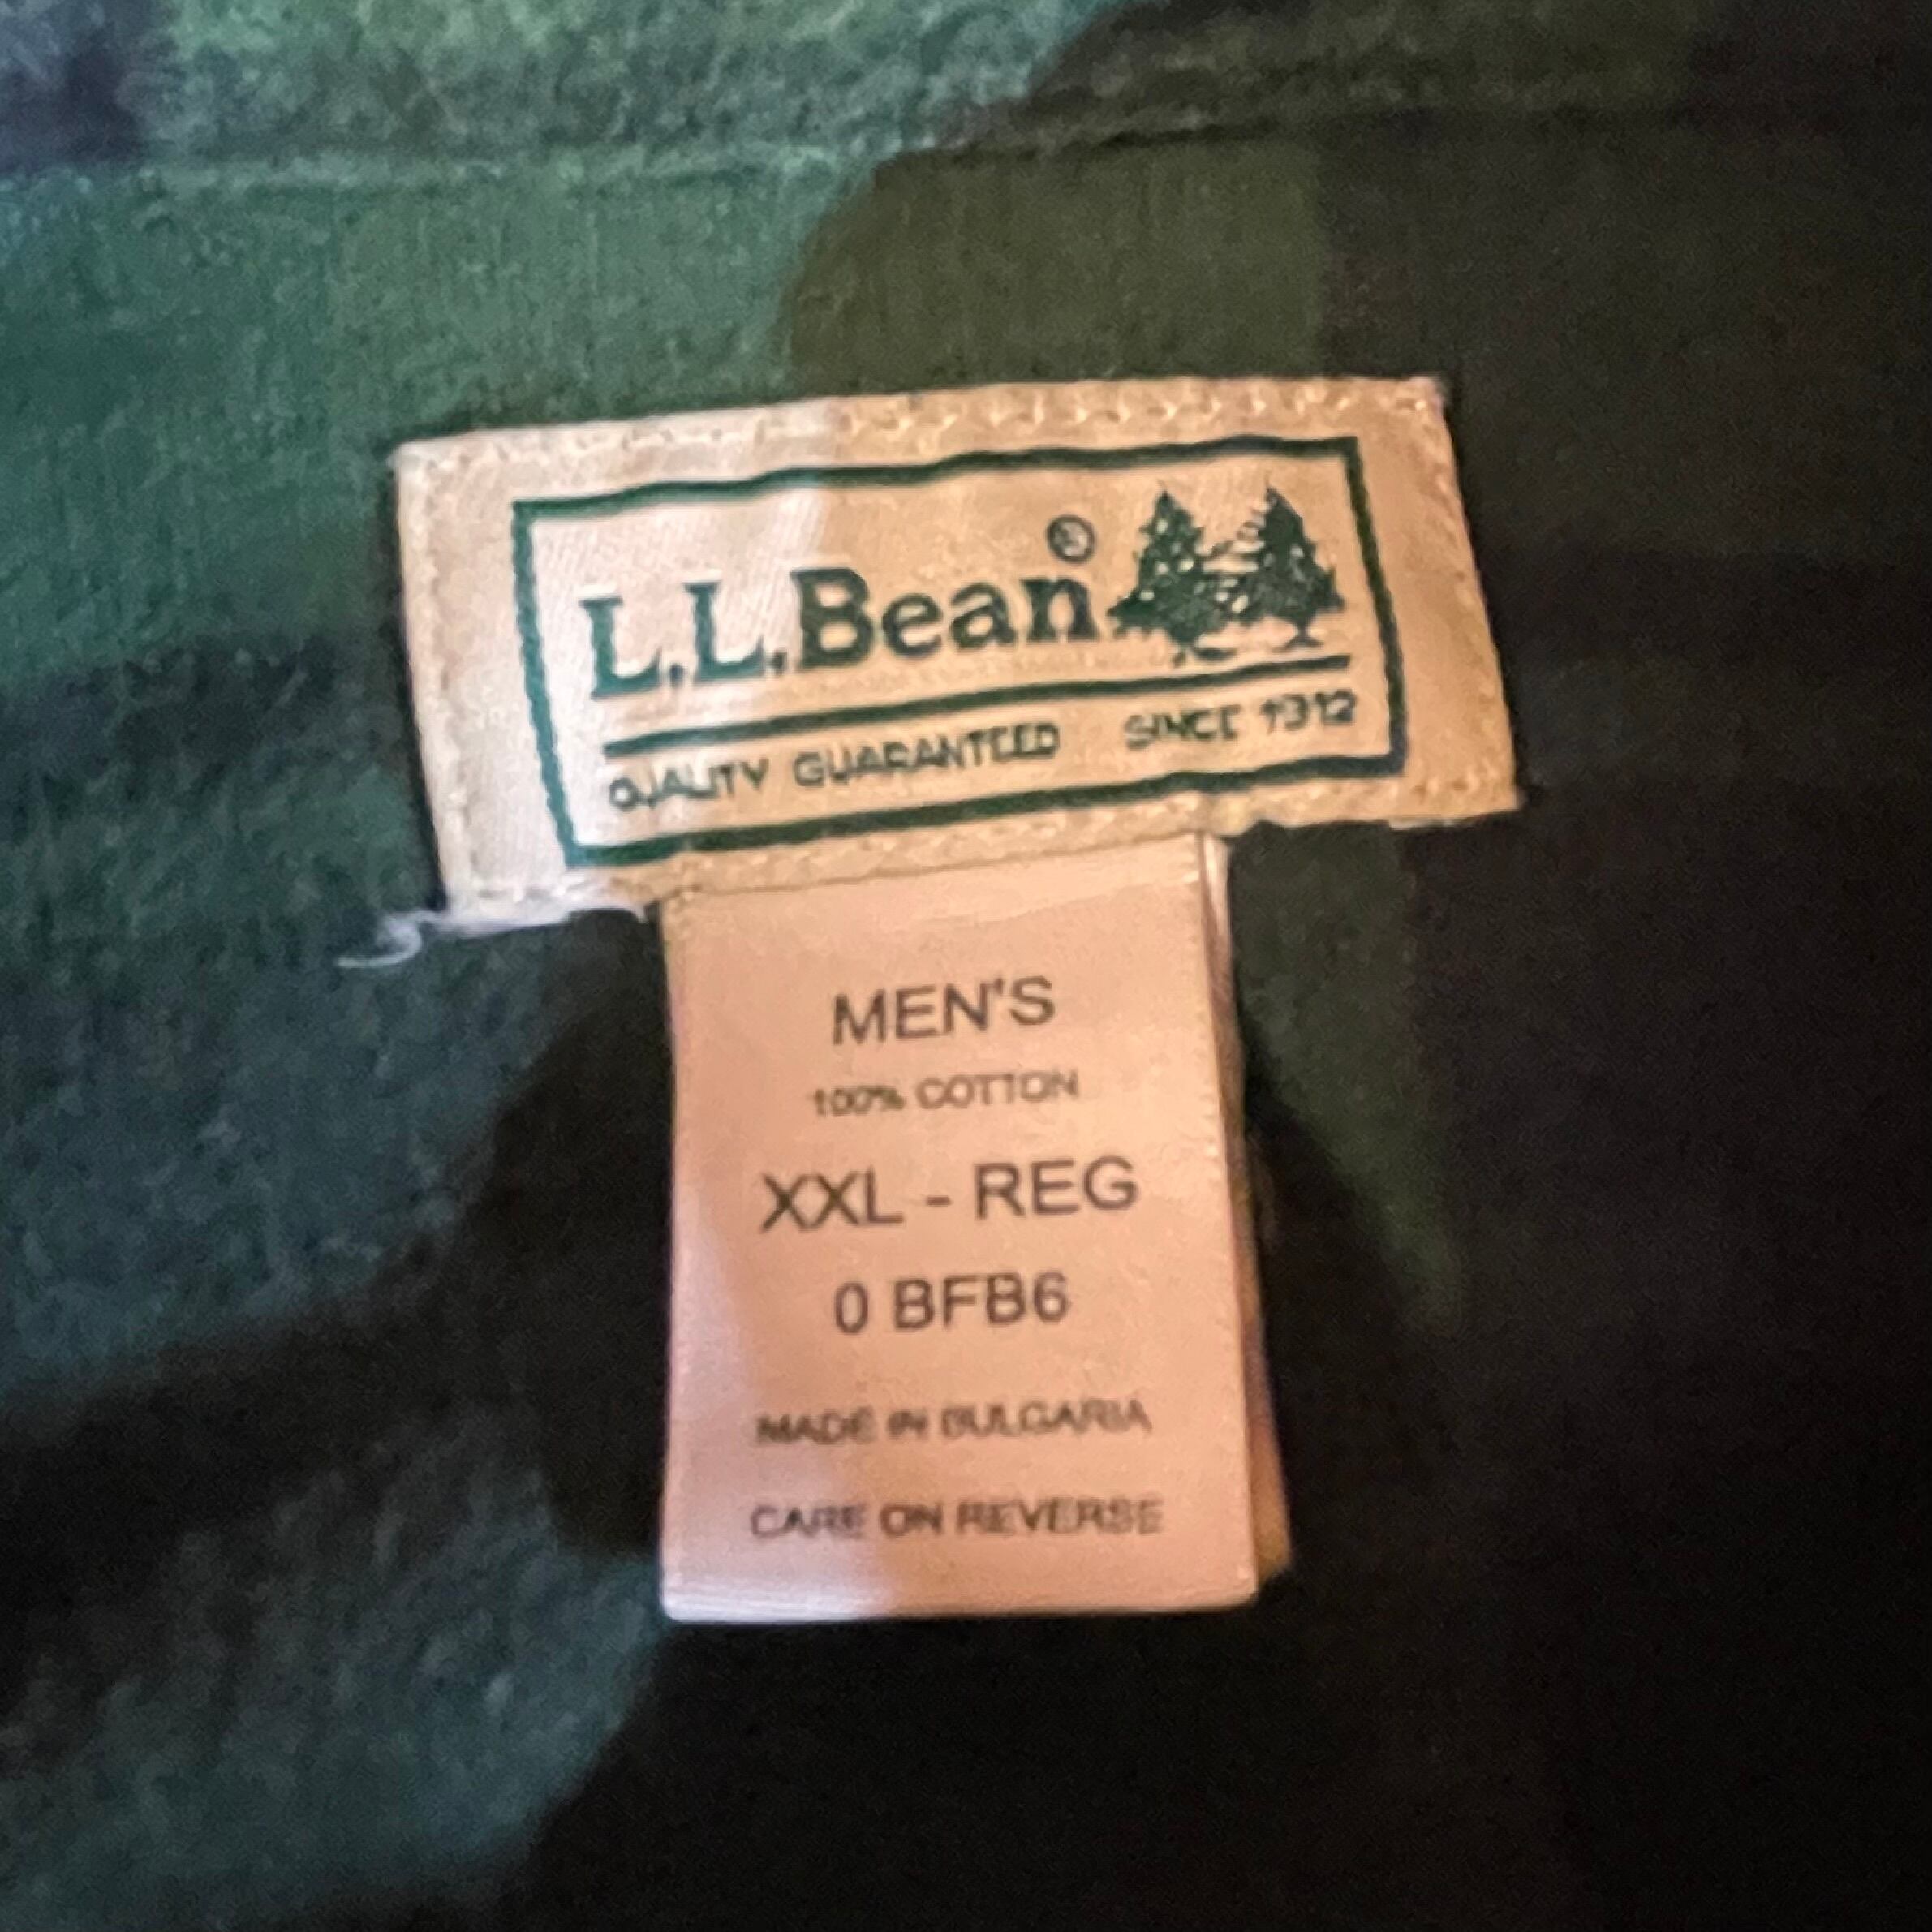 L.L.Bean®
QUALITY GUARANTEED SINCE 1912
MEN'S
100% COTTON
XXL - REG
0 BFB6
MADE IN BULGARIA
CARE ON REVERSE